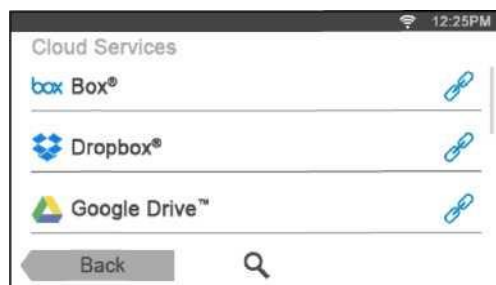 12:25PM
Cloud Services
box Box®
Dropbox®
Google Drive™
Back